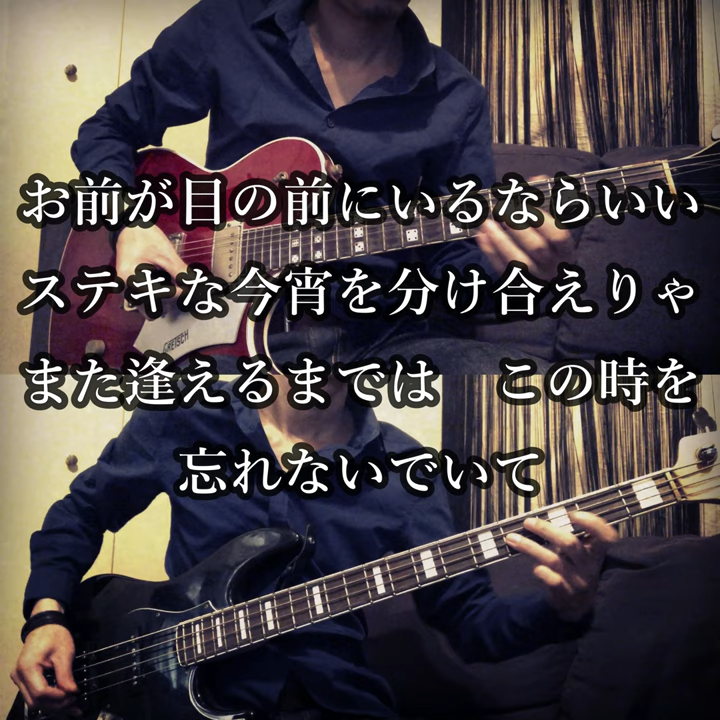 お前が目の前にいるならいい
ステキな今宵を分け合えりゃ
また逢えるまでは　この時を
忘れないでいて
GRETSCH